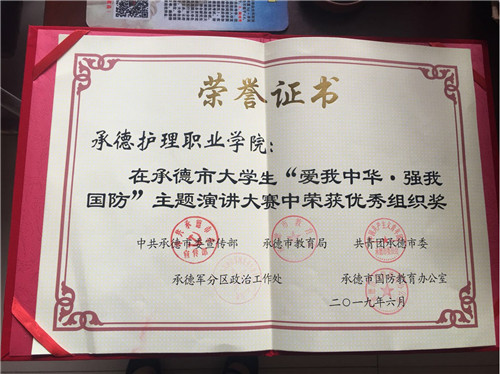 荣誉证书
承德护理职业学院：
在承德市大学生“爱我中华·强我
国防”主题演讲大赛中荣获优秀组织奖
中共承德市委宣传部 承德市教育局 共青团承德市委
承德军分区政治工作处 承德市国防教育办公室
二〇一九年六月